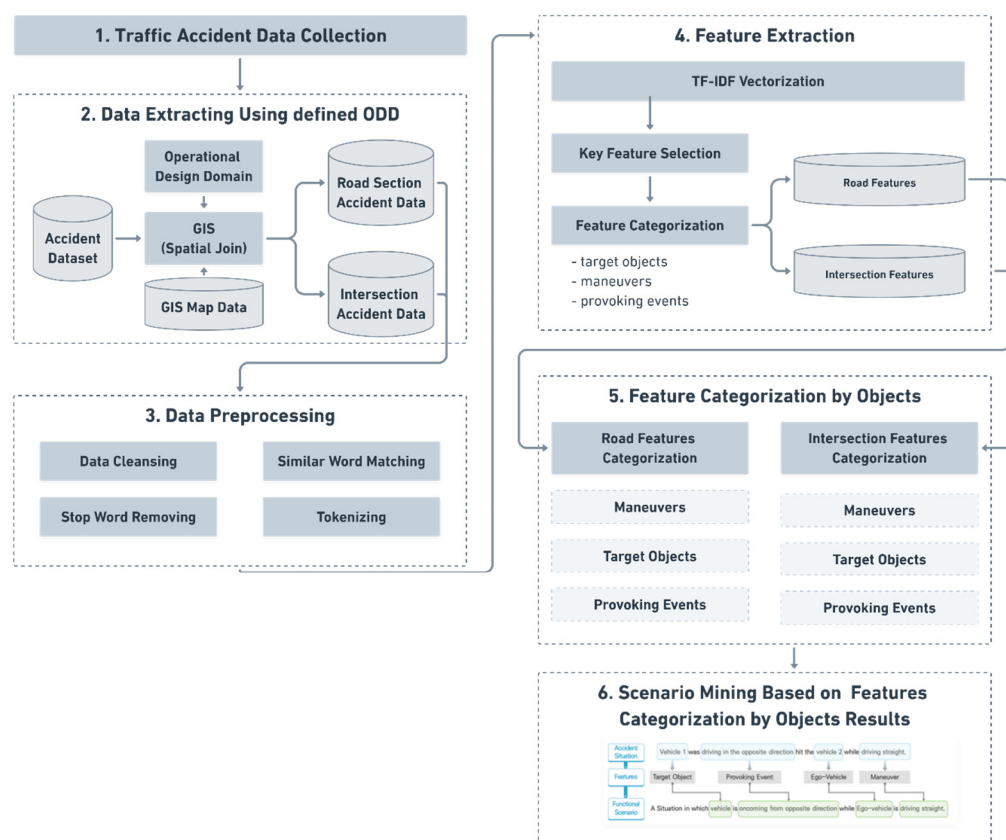 1. Traffic Accident Data Collection
2. Data Extracting Using defined ODD
Operational
Design Domain
Accident
Dataset
GIS
(Spatial Join)
GIS Map Data
Road Section
Accident Data
Intersection
Accident Data
3. Data Preprocessing
Data Cleansing
Similar Word Matching
Stop Word Removing
Tokenizing
4. Feature Extraction
TF-IDF Vectorization
Key Feature Selection
Feature Categorization
- target objects
- maneuvers
- provoking events
Road Features
Intersection Features
5. Feature Categorization by Objects
Road Features
Categorization
Maneuvers
Target Objects
Provoking Events
Intersection Features
Categorization
Maneuvers
Target Objects
Provoking Events
6. Scenario Mining Based on Features
Categorization by Objects Results
Accident
Situation
Vehicle 1 was driving in the opposite direction hit the vehicle 2 while driving straight.
Features
Target Object
Provoking Event
Ego-Vehicle
Maneuver
Functional
Scenario
A Situation in which vehicle is oncoming from opposite direction while Ego-vehicle is driving straight.